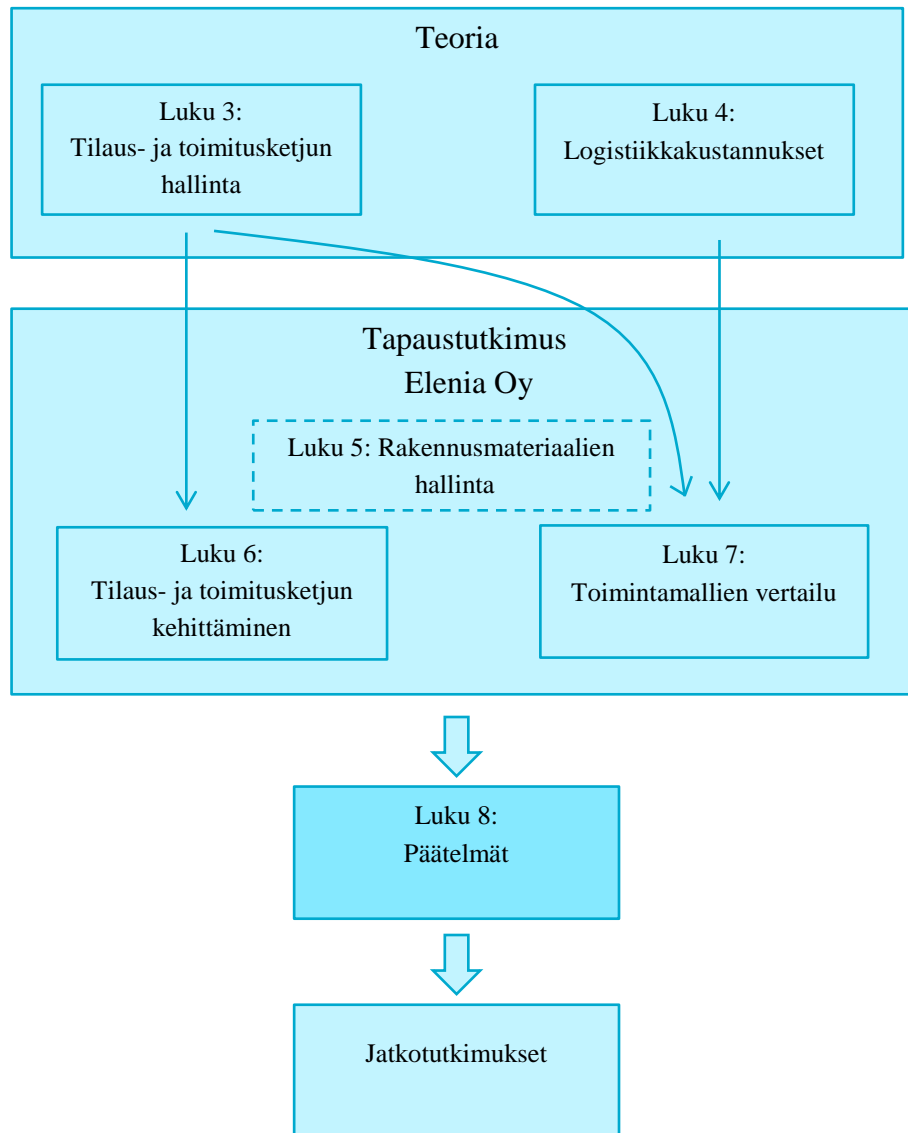 Teoria
Luku 3:
Tilaus- ja toimitusketjun
hallinta
Luku 4:
Logistiikkakustannukset
Tapaustutkimus
Elenia Oy
Luku 5: Rakennusmateriaalien
hallinta
Luku 6:
Tilaus- ja toimitusketjun
kehittäminen
Luku 7:
Toimintamallien vertailu
Luku 8:
Päätelmät
Jatkotutkimukset